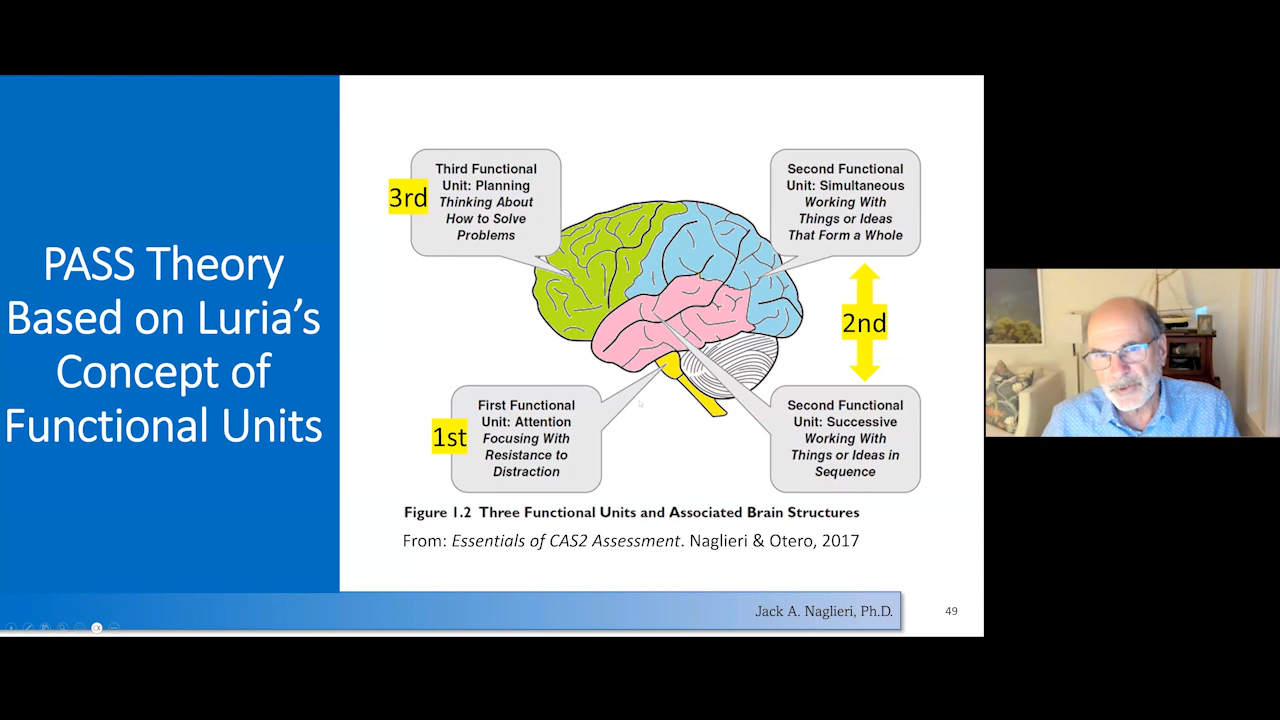 PASS Theory
Based on Luria’s
Concept of
Functional Units
3rd
Third Functional
Unit: Planning
Thinking About
How to Solve
Problems
Second Functional
Unit: Simultaneous
Working With
Things or Ideas
That Form a Whole
2nd
1st
First Functional
Unit: Attention
Focusing With
Resistance to
Distraction
Second Functional
Unit: Successive
Working With
Things or Ideas in
Sequence
Figure 1.2 Three Functional Units and Associated Brain Structures
From: Essentials of CAS2 Assessment. Naglieri & Otero, 2017
Jack A. Naglieri, Ph.D.
49